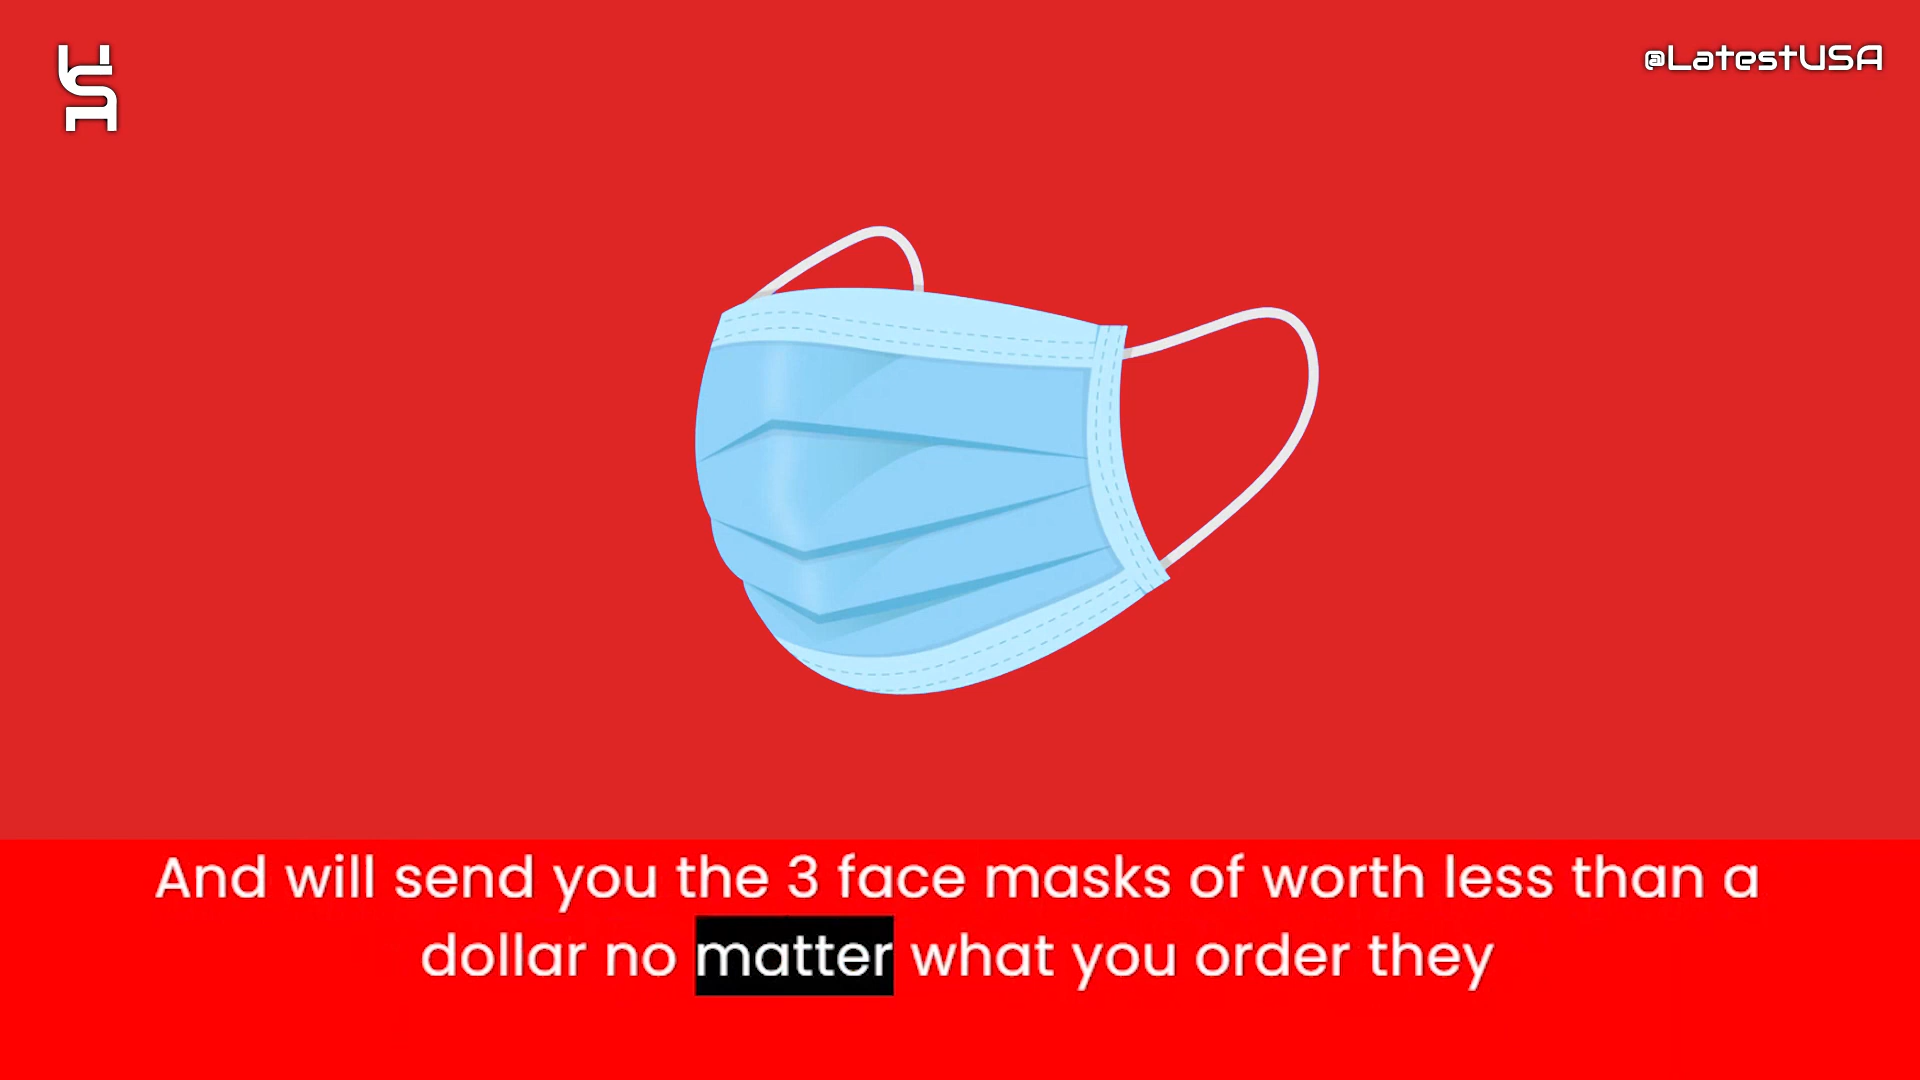 USA
@LatestUSA
And will send you the 3 face masks of worth less than a
dollar no matter what you order they